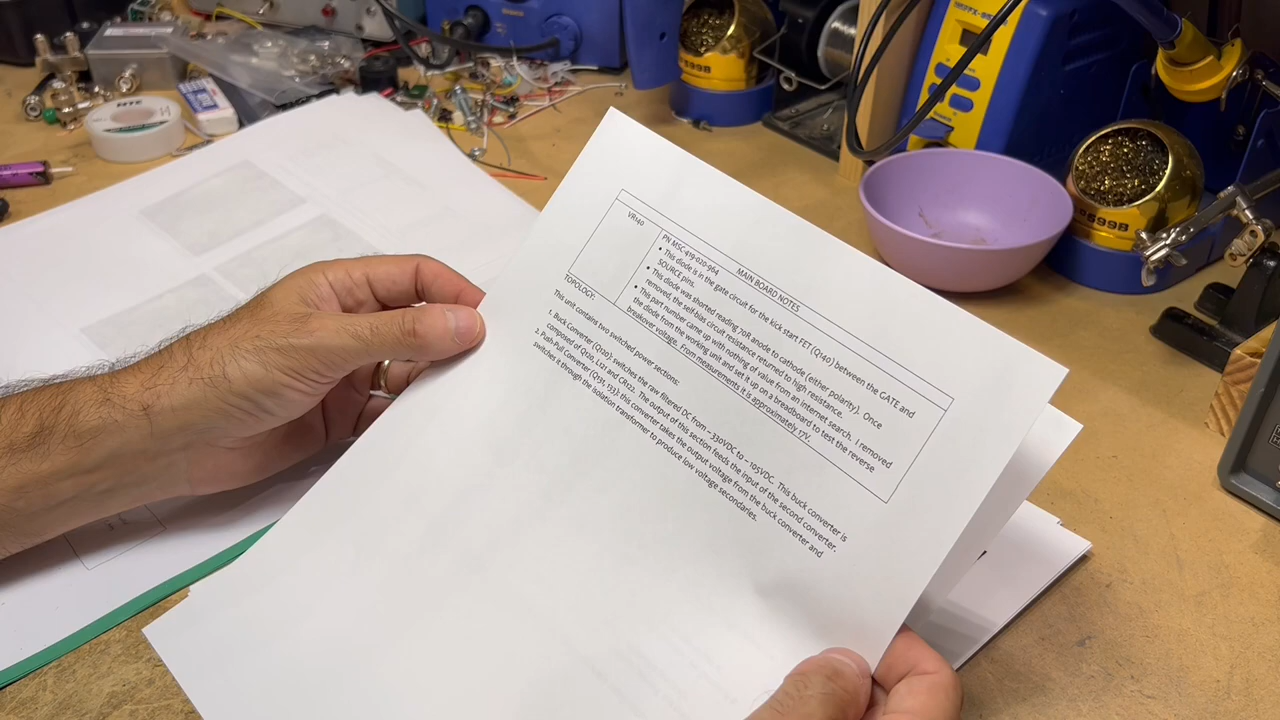 MAIN BOARD NOTES
VR140
PN MSC-419-020-964
• This diode is in the gate circuit for the kick start FET (Q140) between the GATE and
SOURCE pins.
• This diode was shorted reading 70R anode to cathode (either polarity). Once
removed, the self-bias circuit resistance returned to high resistance.
• This part number came up with nothing of value from an internet search. I removed
the diode from the working unit and set it up on a breadboard to test the reverse
breakover voltage. From measurements it is approximately 17V.
TOPOLOGY:
This unit contains two switched power sections:
1. Buck Converter (Q120): switches the raw filtered DC from ~330VDC to ~105VDC. This buck converter is
composed of Q120, L121 and CR122. The output of this section feeds the input of the second converter.
2. Push-Pull Converter (Q131, 133): this converter takes the output voltage from the buck converter and
switches it through the isolation transformer to produce low voltage secondaries.
NTE
599B
599B